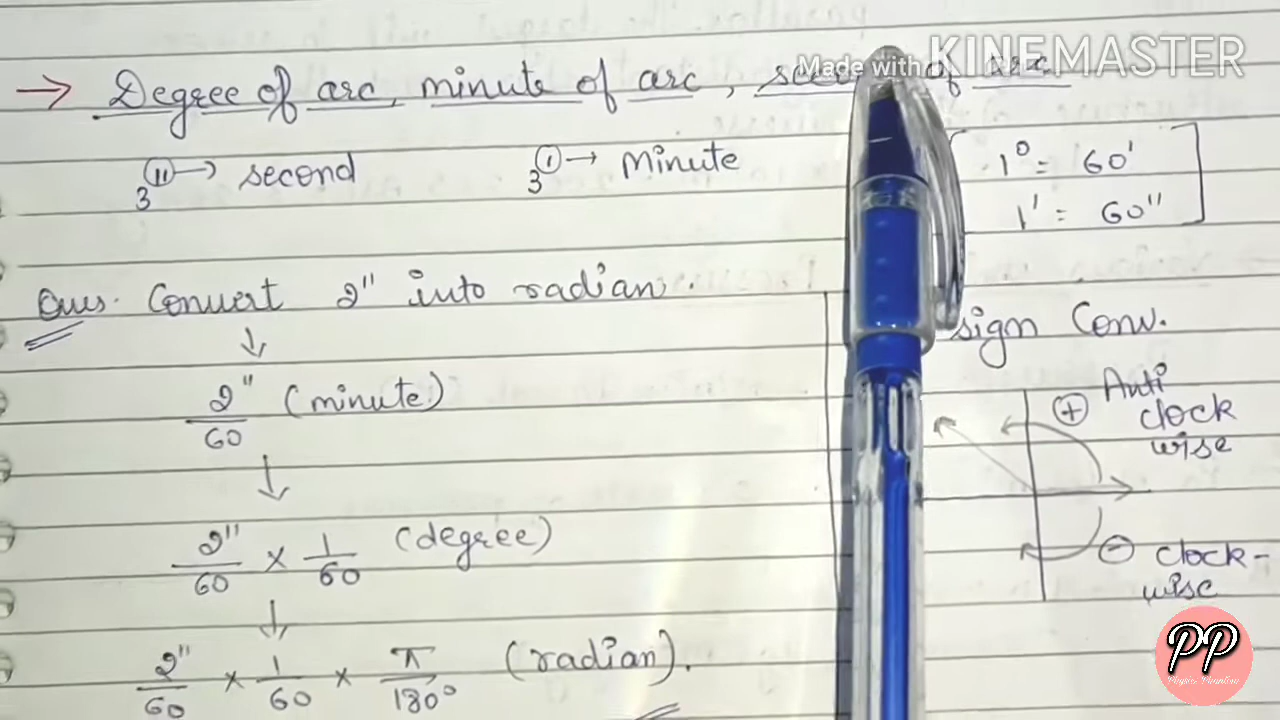 Made with KINEMASTER
→ Degree of arc, minute of arc, second of arc
3'' → second 3' → Minute
1° = 60'
1' = 60''
Ques. Convert 2'' into radian.
↓
2''/60 (minute)
↓
2''/60 × 1/60 (degree)
↓
2''/60 × 1/60 × π/180° (radian).
sign Conv.
+ Anti
clock
wise
- clock-
wise
PP